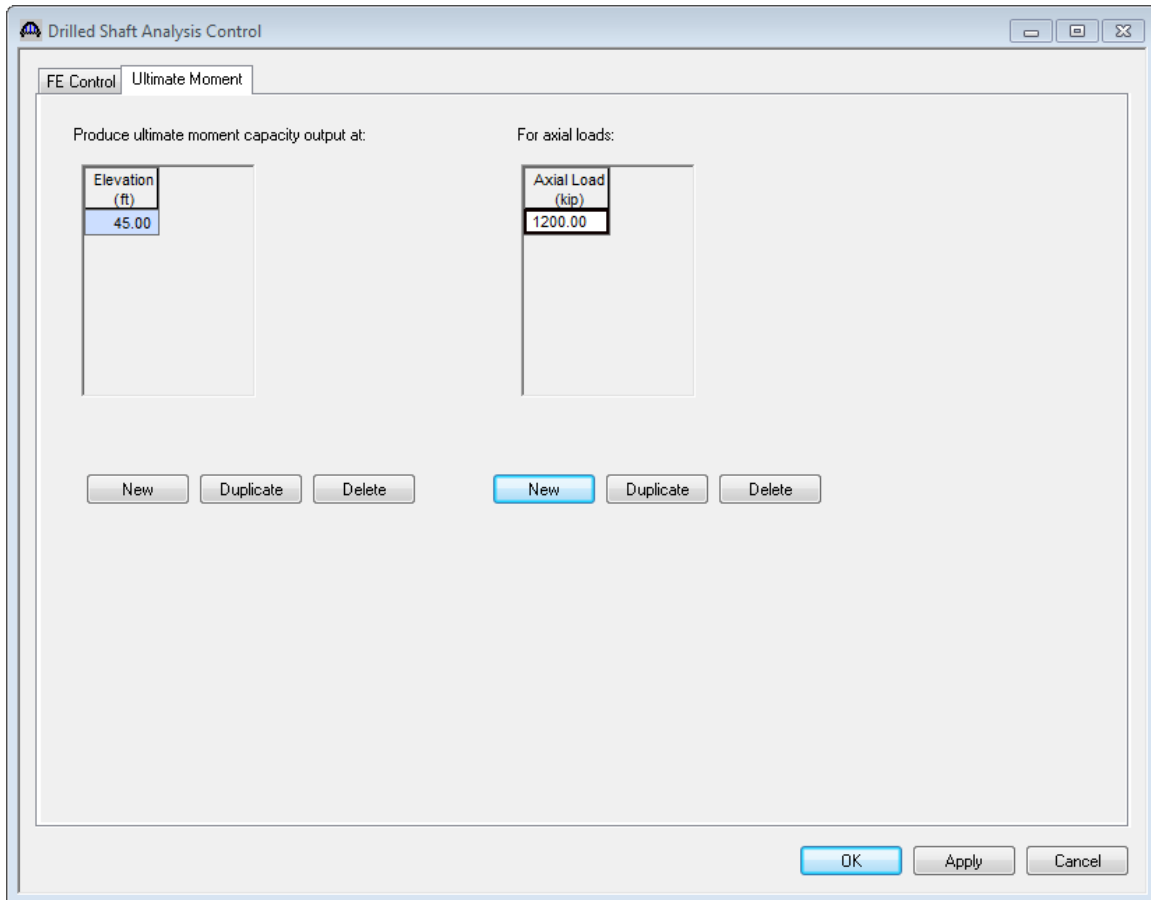 Drilled Shaft Analysis Control
FE Control Ultimate Moment
Produce ultimate moment capacity output at: For axial loads:
Elevation
(ft)
45.00
Axial Load
(kip)
1200.00
New Duplicate Delete New Duplicate Delete
OK Apply Cancel